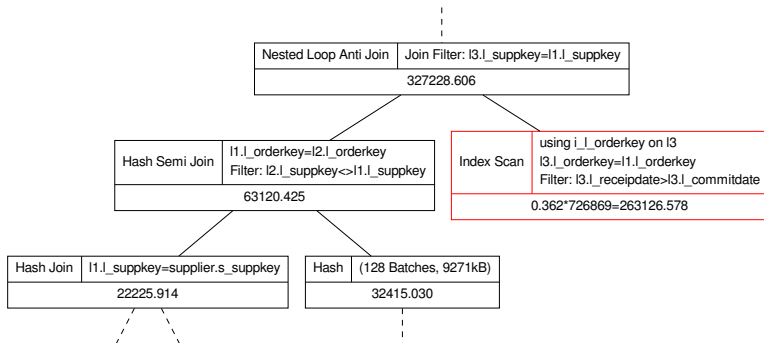 Nested Loop Anti Join
Join Filter: l3.l_suppkey=l1.l_suppkey
327228.606
Hash Semi Join
l1.l_orderkey=l2.l_orderkey
Filter: l2.l_suppkey<>l1.l_suppkey
63120.425
Index Scan
using i_l_orderkey on l3
l3.l_orderkey=l1.l_orderkey
Filter: l3.l_receipdate>l3.l_commitdate
0.362*726869=263126.578
Hash Join
l1.l_suppkey=supplier.s_suppkey
22225.914
Hash
(128 Batches, 9271kB)
32415.030